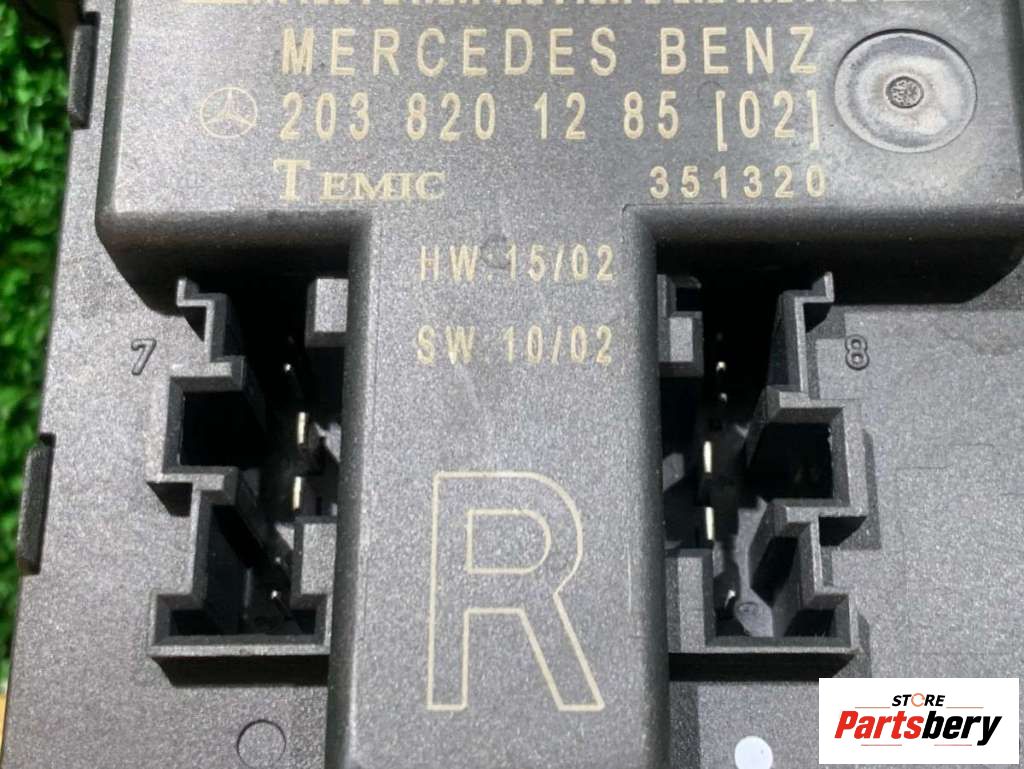 MERCEDES BENZ
203 820 12 85 [02]
TEMIC 351320
HW 15/02
SW 10/02
7
8
R
STORE
Partsbery